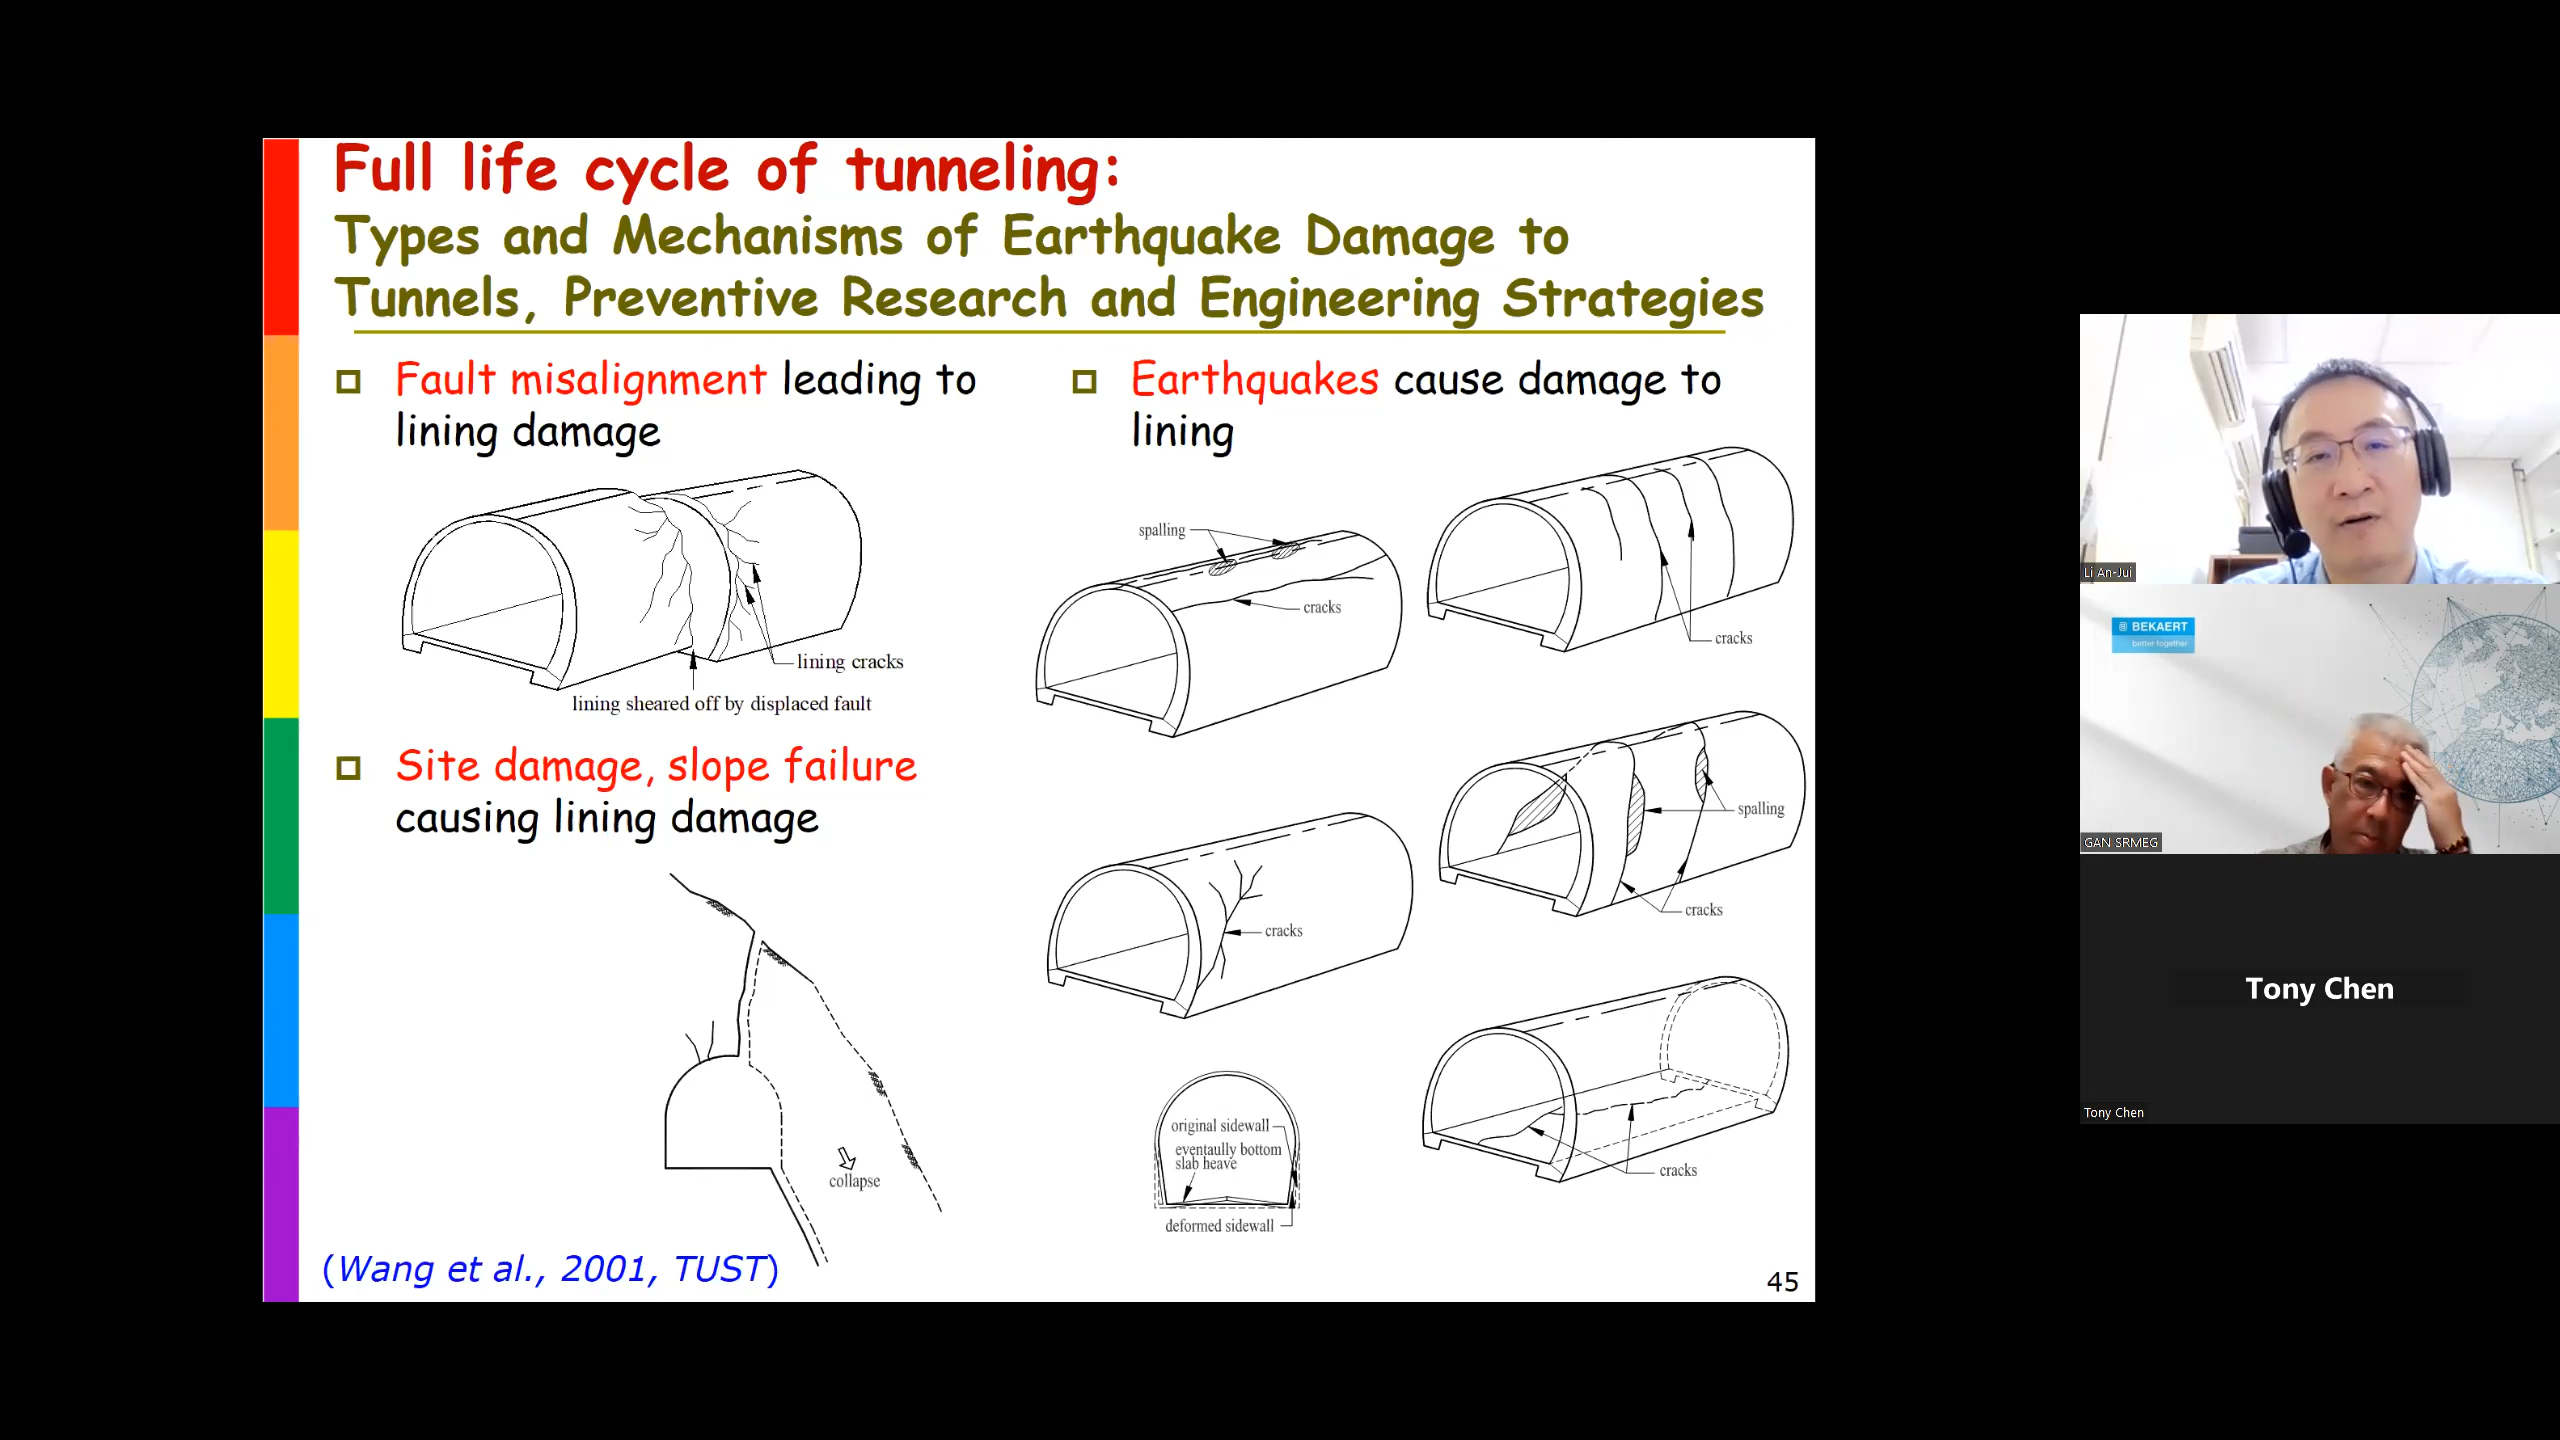 Full life cycle of tunneling:
Types and Mechanisms of Earthquake Damage to
Tunnels, Preventive Research and Engineering Strategies
Fault misalignment leading to
lining damage
lining cracks
lining sheared off by displaced fault
Site damage, slope failure
causing lining damage
collapse
(Wang et al., 2001, TUST)
Earthquakes cause damage to
lining
spalling
cracks
cracks
cracks
spalling
cracks
original sidewall
eventaully bottom
slab heave
deformed sidewall
cracks
45
Li An-Jui
BEKAERT
better together
GAN SRMEG
Tony Chen
Tony Chen